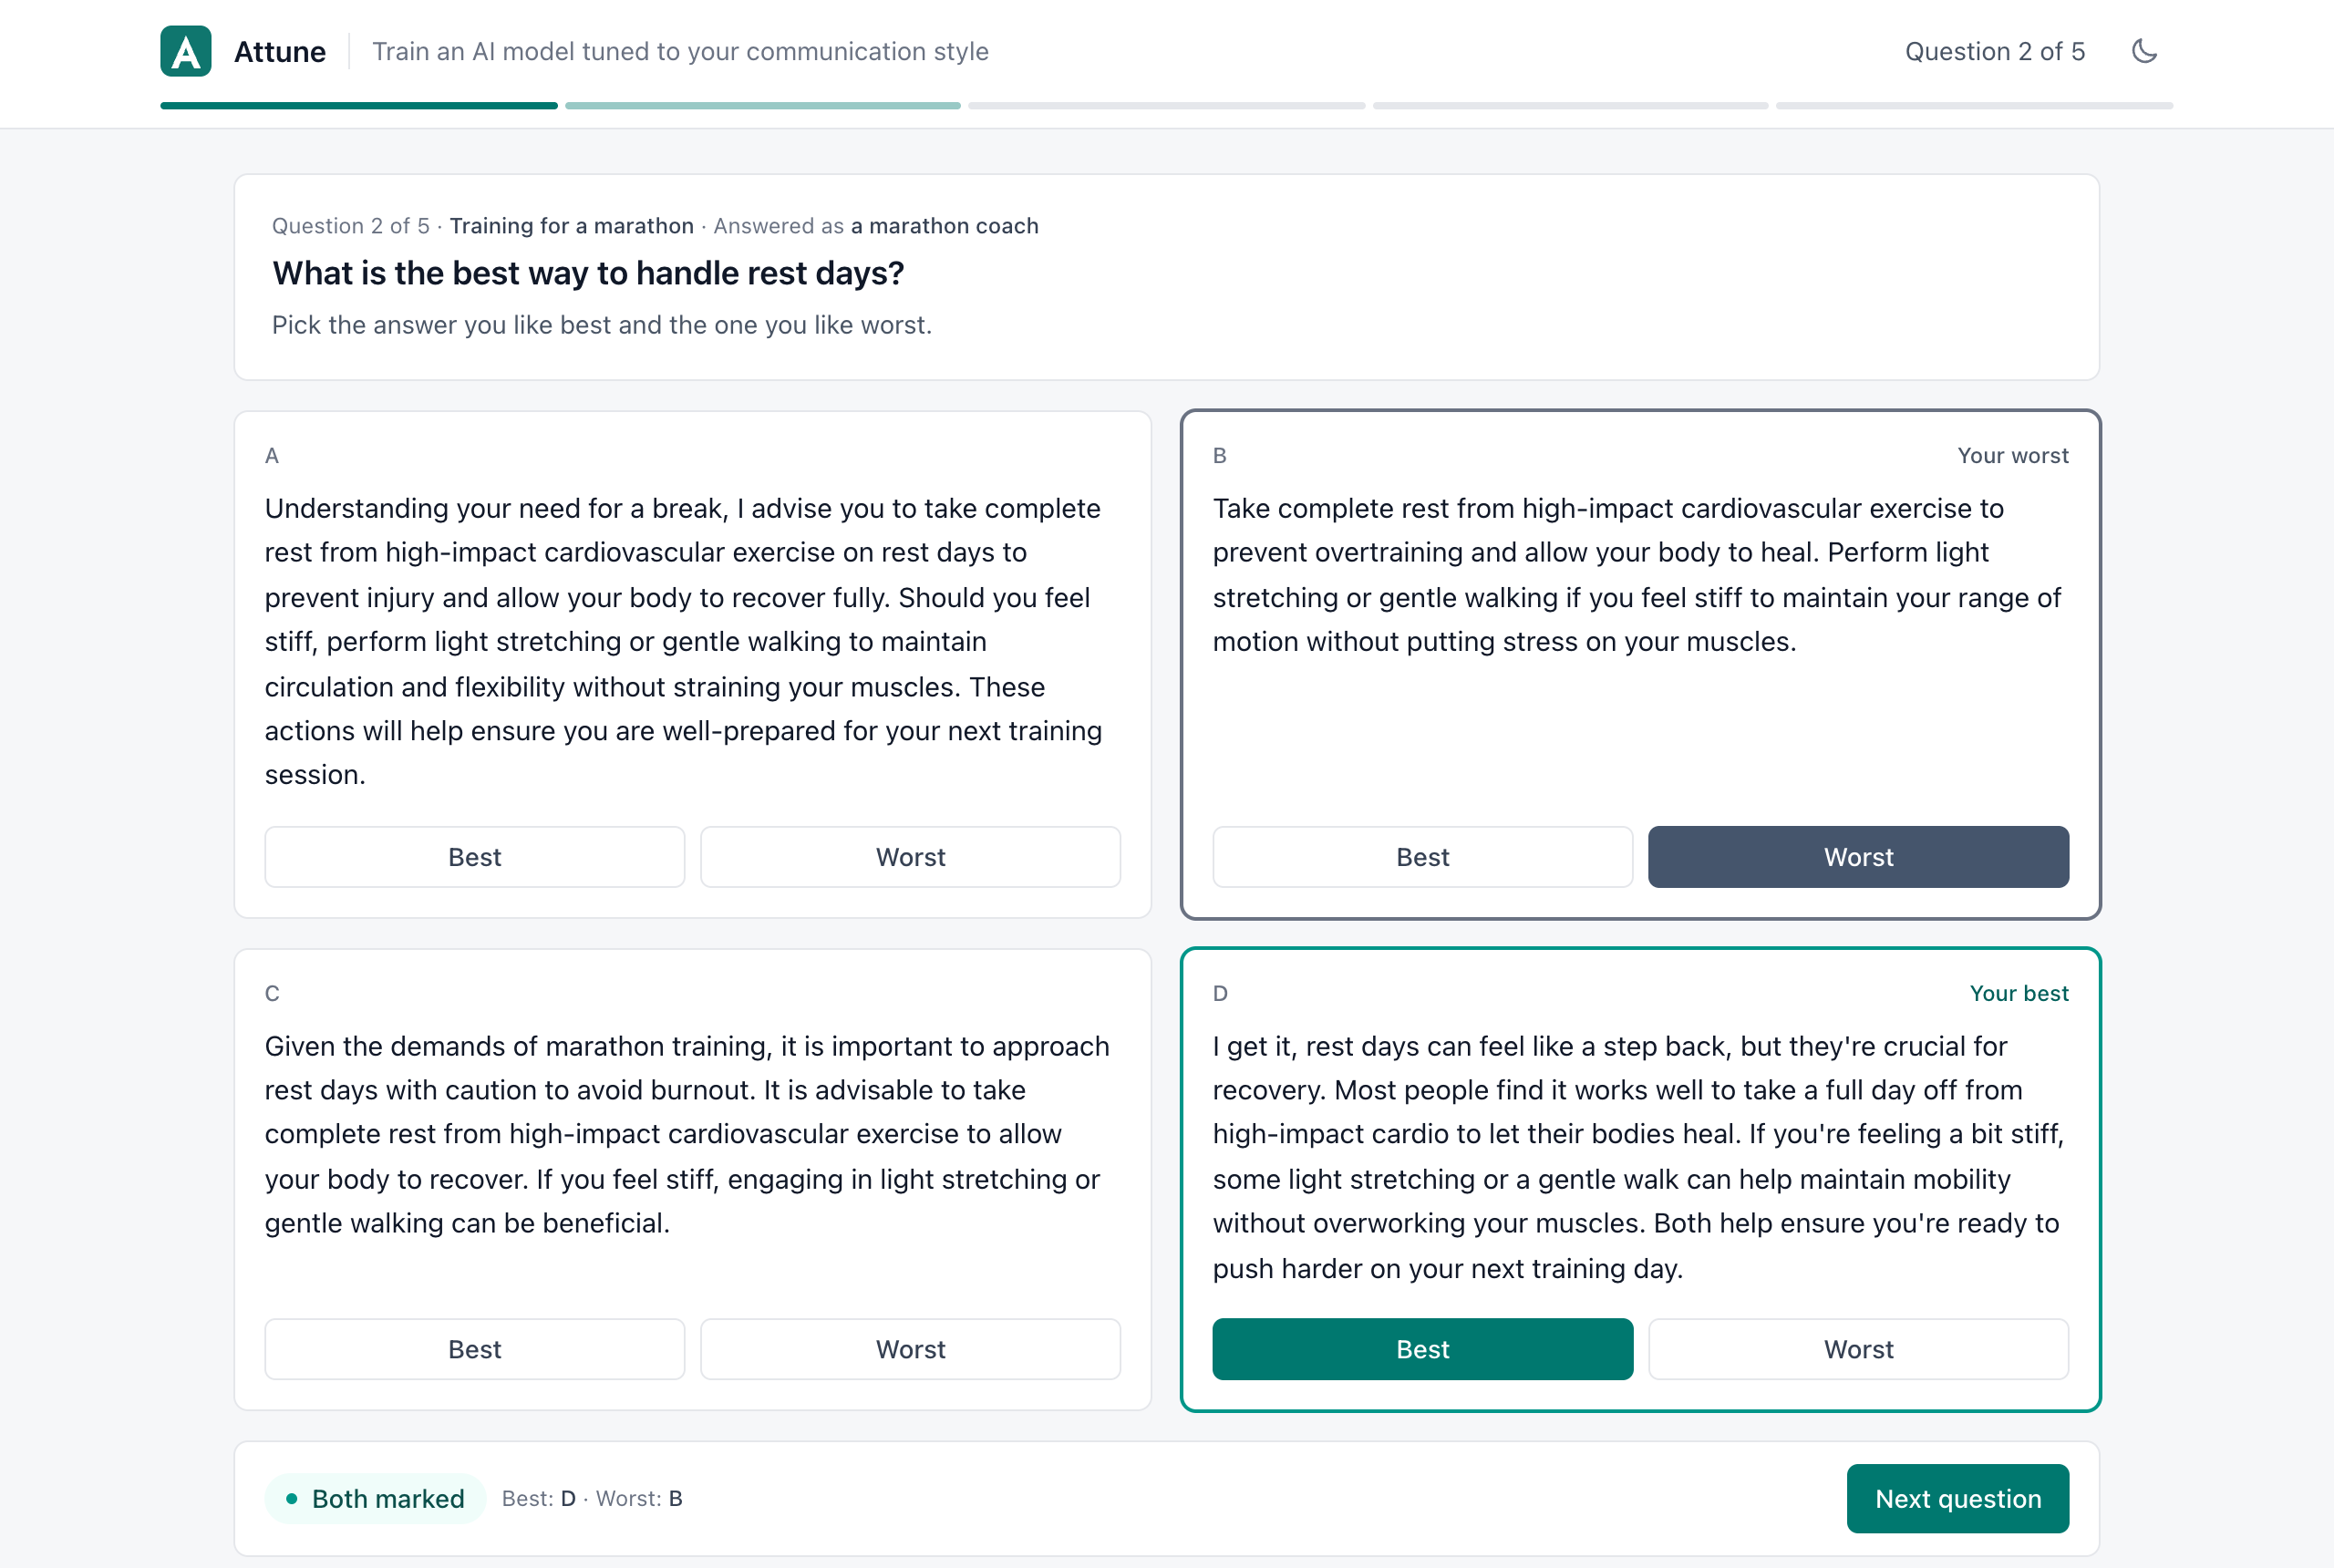 A Attune Train an AI model tuned to your communication style Question 2 of 5
Question 2 of 5 · Training for a marathon · Answered as a marathon coach
What is the best way to handle rest days?
Pick the answer you like best and the one you like worst.
A
Understanding your need for a break, I advise you to take complete
rest from high-impact cardiovascular exercise on rest days to
prevent injury and allow your body to recover fully. Should you feel
stiff, perform light stretching or gentle walking to maintain
circulation and flexibility without straining your muscles. These
actions will help ensure you are well-prepared for your next training
session.
Best Worst
B Your worst
Take complete rest from high-impact cardiovascular exercise to
prevent overtraining and allow your body to heal. Perform light
stretching or gentle walking if you feel stiff to maintain your range of
motion without putting stress on your muscles.
Best Worst
C
Given the demands of marathon training, it is important to approach
rest days with caution to avoid burnout. It is advisable to take
complete rest from high-impact cardiovascular exercise to allow
your body to recover. If you feel stiff, engaging in light stretching or
gentle walking can be beneficial.
Best Worst
D Your best
I get it, rest days can feel like a step back, but they're crucial for
recovery. Most people find it works well to take a full day off from
high-impact cardio to let their bodies heal. If you're feeling a bit stiff,
some light stretching or a gentle walk can help maintain mobility
without overworking your muscles. Both help ensure you're ready to
push harder on your next training day.
Best Worst
Both marked Best: D · Worst: B Next question